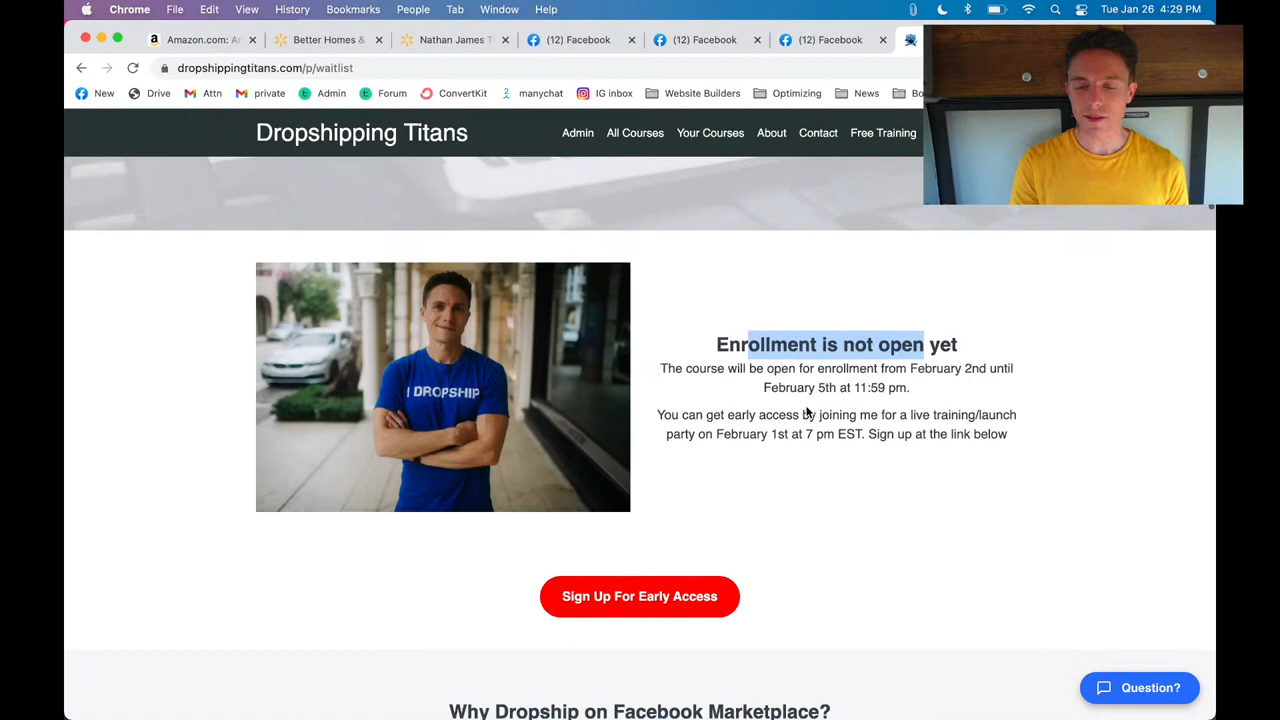 Chrome File Edit View History Bookmarks People Tab Window Help Tue Jan 26 4:29 PM
Amazon.com: Ar Better Homes & Nathan James T (12) Facebook (12) Facebook (12) Facebook
dropshippingtitans.com/p/waitlist
New Drive Attn private Admin Forum ConvertKit manychat IG inbox Website Builders Optimizing News Bo
Dropshipping Titans Admin All Courses Your Courses About Contact Free Training
I DROPSHIP
Enrollment is not open yet
The course will be open for enrollment from February 2nd until
February 5th at 11:59 pm.
You can get early access by joining me for a live training/launch
party on February 1st at 7 pm EST. Sign up at the link below
Sign Up For Early Access
Question?
Why Dropship on Facebook Marketplace?